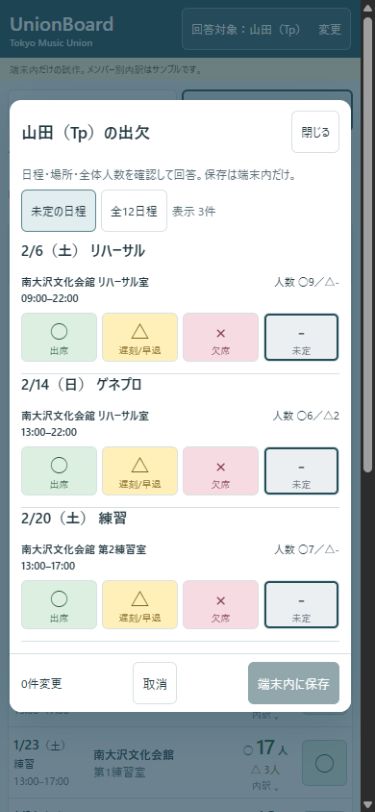 UnionBoard
Tokyo Music Union
回答対象：山田（Tp） 変更
端末内だけの試作。メンバー別内訳はサンプルです。
山田（Tp）の出欠
閉じる
日程・場所・全体人数を確認して回答。保存は端末内だけ。
未定の日程 全12日程 表示 3件
2/6（土） リハーサル
南大沢文化会館 リハーサル室 人数 ○9／△-
09:00–22:00
○ △ × -
出席 遅刻/早退 欠席 未定
2/14（日） ゲネプロ
南大沢文化会館 リハーサル室 人数 ○6／△2
13:00–22:00
○ △ × -
出席 遅刻/早退 欠席 未定
2/20（土） 練習
南大沢文化会館 第2練習室 人数 ○7／△-
13:00–17:00
○ △ × -
出席 遅刻/早退 欠席 未定
0件変更 取消 端末内に保存
内訳
1/23（土） 南大沢文化会館 ○17人 ○
練習 第1練習室 △ 3人
13:00–17:00 内訳